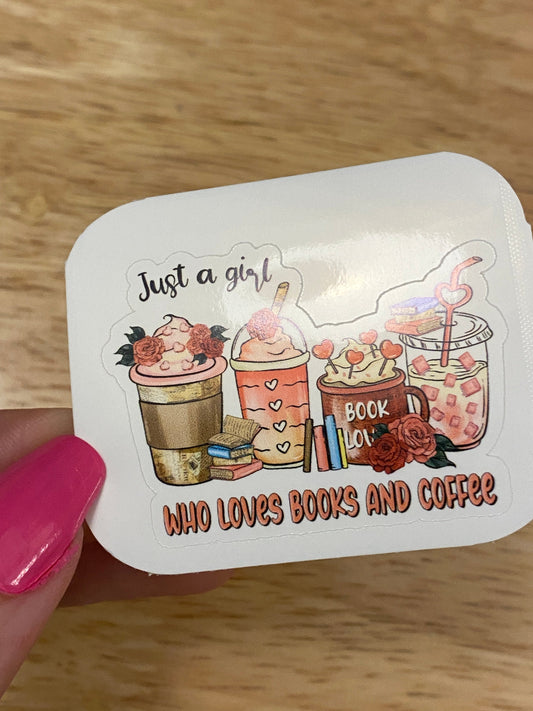 Just a girl
BOOK
WHO LOVES BOOKS AND COFFEE